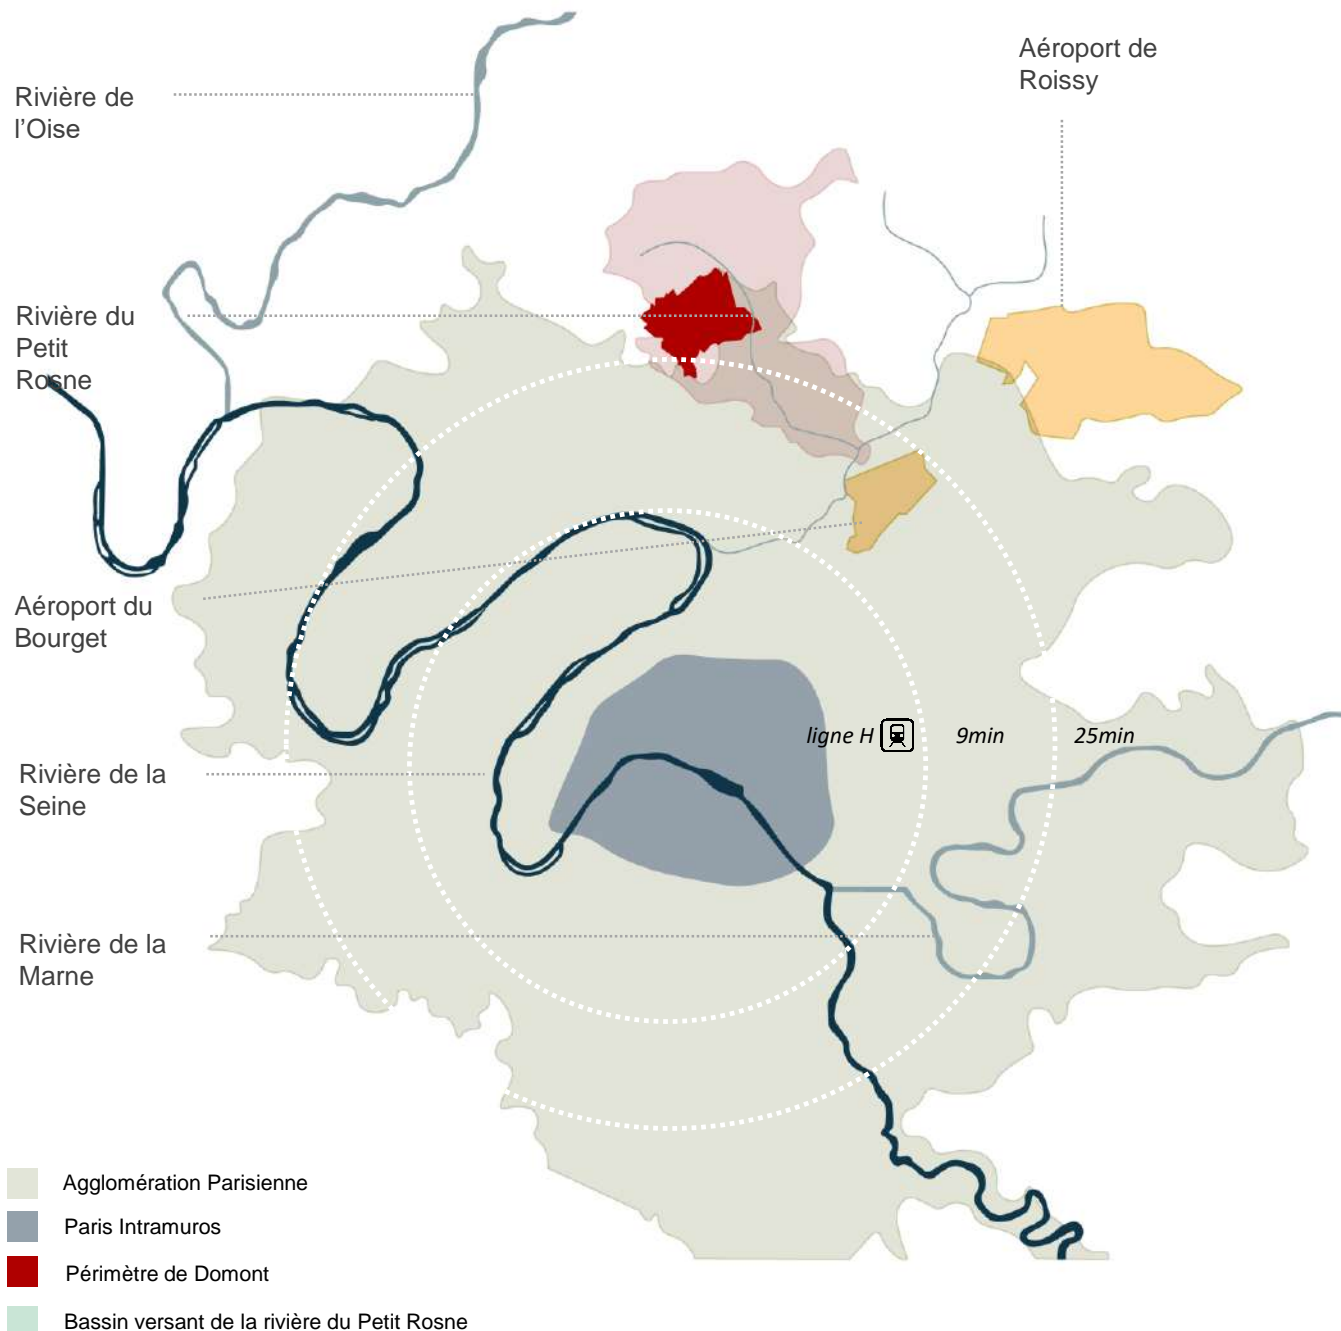 Aéroport de
Roissy
Rivière de
l’Oise
Rivière du
Petit
Rosne
Aéroport du
Bourget
ligne H 9min 25min
Rivière de la
Seine
Rivière de la
Marne
Agglomération Parisienne
Paris Intramuros
Périmètre de Domont
Bassin versant de la rivière du Petit Rosne